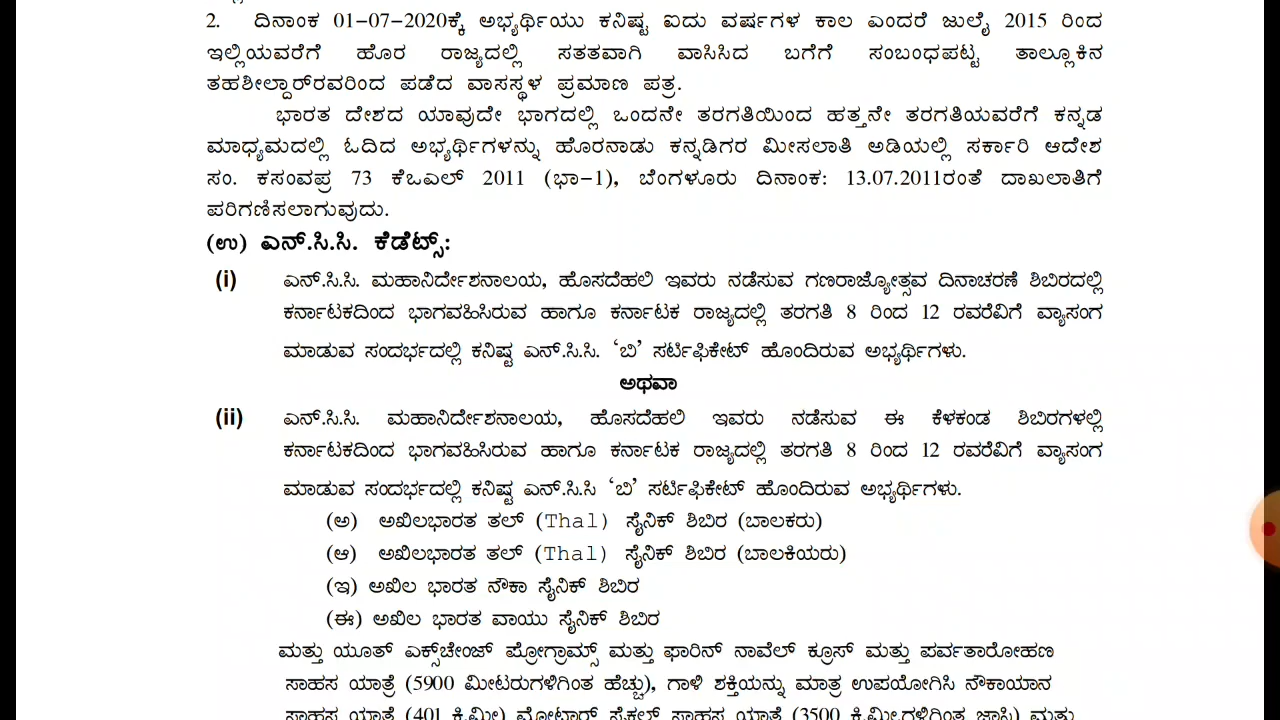 2. ದಿನಾಂಕ 01-07-2020ಕ್ಕೆ ಅಭ್ಯರ್ಥಿಯು ಕನಿಷ್ಟ ಐದು ವರ್ಷಗಳ ಕಾಲ ಎಂದರೆ ಜುಲೈ 2015 ರಿಂದ
ಇಲ್ಲಿಯವರೆಗೆ ಹೊರ ರಾಜ್ಯದಲ್ಲಿ ಸತತವಾಗಿ ವಾಸಿಸಿದ ಬಗೆಗೆ ಸಂಬಂಧಪಟ್ಟ ತಾಲ್ಲೂಕಿನ
ತಹಶೀಲ್ದಾರ್‌ರವರಿಂದ ಪಡೆದ ವಾಸಸ್ಥಳ ಪ್ರಮಾಣ ಪತ್ರ.
ಭಾರತ ದೇಶದ ಯಾವುದೇ ಭಾಗದಲ್ಲಿ ಒಂದನೇ ತರಗತಿಯಿಂದ ಹತ್ತನೇ ತರಗತಿಯವರೆಗೆ ಕನ್ನಡ
ಮಾಧ್ಯಮದಲ್ಲಿ ಓದಿದ ಅಭ್ಯರ್ಥಿಗಳನ್ನು ಹೊರನಾಡು ಕನ್ನಡಿಗರ ಮೀಸಲಾತಿ ಅಡಿಯಲ್ಲಿ ಸರ್ಕಾರಿ ಆದೇಶ
ಸಂ. ಕಸಂವಪ್ರ 73 ಕೆಒಎಲ್ 2011 (ಭಾ-1), ಬೆಂಗಳೂರು ದಿನಾಂಕ: 13.07.2011ರಂತೆ ದಾಖಲಾತಿಗೆ
ಪರಿಗಣಿಸಲಾಗುವುದು.
(ಉ) ಎನ್.ಸಿ.ಸಿ. ಕೆಡೆಟ್ಸ್:
(i) ಎನ್.ಸಿ.ಸಿ. ಮಹಾನಿರ್ದೇಶನಾಲಯ, ಹೊಸದೆಹಲಿ ಇವರು ನಡೆಸುವ ಗಣರಾಜ್ಯೋತ್ಸವ ದಿನಾಚರಣೆ ಶಿಬಿರದಲ್ಲಿ
ಕರ್ನಾಟಕದಿಂದ ಭಾಗವಹಿಸಿರುವ ಹಾಗೂ ಕರ್ನಾಟಕ ರಾಜ್ಯದಲ್ಲಿ ತರಗತಿ 8 ರಿಂದ 12 ರವರೆವಿಗೆ ವ್ಯಾಸಂಗ
ಮಾಡುವ ಸಂದರ್ಭದಲ್ಲಿ ಕನಿಷ್ಟ ಎನ್.ಸಿ.ಸಿ. ‘ಬಿ’ ಸರ್ಟಿಫಿಕೇಟ್ ಹೊಂದಿರುವ ಅಭ್ಯರ್ಥಿಗಳು.
ಅಥವಾ
(ii) ಎನ್.ಸಿ.ಸಿ. ಮಹಾನಿರ್ದೇಶನಾಲಯ, ಹೊಸದೆಹಲಿ ಇವರು ನಡೆಸುವ ಈ ಕೆಳಕಂಡ ಶಿಬಿರಗಳಲ್ಲಿ
ಕರ್ನಾಟಕದಿಂದ ಭಾಗವಹಿಸಿರುವ ಹಾಗೂ ಕರ್ನಾಟಕ ರಾಜ್ಯದಲ್ಲಿ ತರಗತಿ 8 ರಿಂದ 12 ರವರೆವಿಗೆ ವ್ಯಾಸಂಗ
ಮಾಡುವ ಸಂದರ್ಭದಲ್ಲಿ ಕನಿಷ್ಟ ಎನ್.ಸಿ.ಸಿ ‘ಬಿ’ ಸರ್ಟಿಫಿಕೇಟ್ ಹೊಂದಿರುವ ಅಭ್ಯರ್ಥಿಗಳು.
(ಅ) ಅಖಿಲಭಾರತ ತಲ್ (Thal) ಸೈನಿಕ್ ಶಿಬಿರ (ಬಾಲಕರು)
(ಆ) ಅಖಿಲಭಾರತ ತಲ್ (Thal) ಸೈನಿಕ್ ಶಿಬಿರ (ಬಾಲಕಿಯರು)
(ಇ) ಅಖಿಲ ಭಾರತ ನೌಕಾ ಸೈನಿಕ್ ಶಿಬಿರ
(ಈ) ಅಖಿಲ ಭಾರತ ವಾಯು ಸೈನಿಕ್ ಶಿಬಿರ
ಮತ್ತು ಯೂತ್ ಎಕ್ಸ್‌ಚೇಂಜ್ ಪ್ರೋಗ್ರಾಮ್ಸ್ ಮತ್ತು ಫಾರಿನ್ ನಾವೆಲ್ ಕ್ರೂಸ್ ಮತ್ತು ಪರ್ವತಾರೋಹಣ
ಸಾಹಸ ಯಾತ್ರೆ (5900 ಮೀಟರುಗಳಿಗಿಂತ ಹೆಚ್ಚು), ಗಾಳಿ ಶಕ್ತಿಯನ್ನು ಮಾತ್ರ ಉಪಯೋಗಿಸಿ ನೌಕಾಯಾನ
ಸಾಹಸ ಯಾತ್ರೆ (401 ಕಿ.ಮೀ) ಮೋಟಾರ್ ಸೈಕಲ್ ಸಾಹಸ ಯಾತ್ರೆ (3500 ಕಿ.ಮೀ.ಗಳಿಗಿಂತ ಜಾಸ್ತಿ) ಮತ್ತು